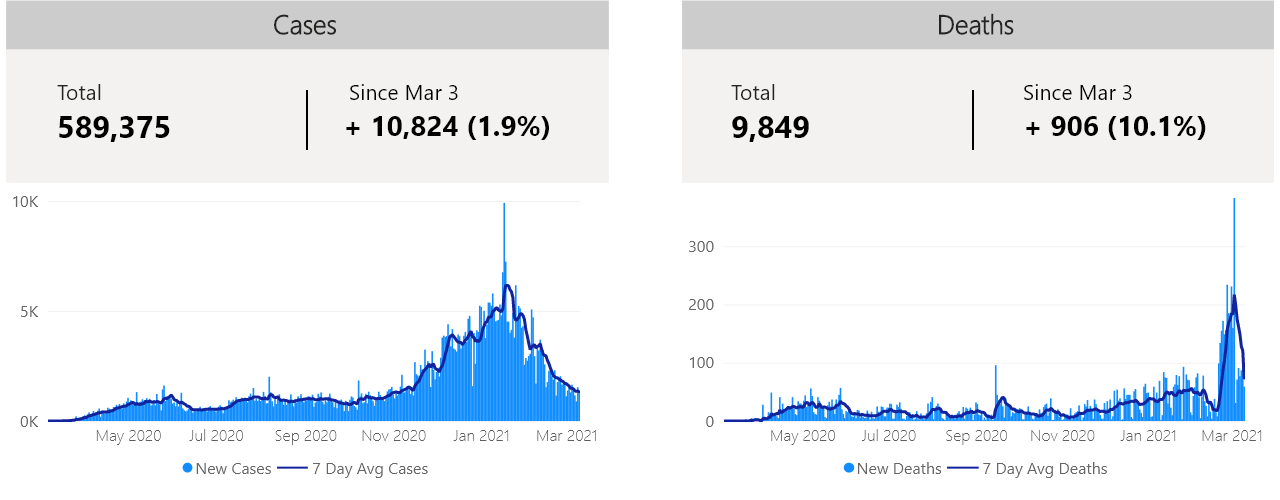 Cases
Total
589,375
Since Mar 3
+ 10,824 (1.9%)
10K
5K
0K
May 2020 Jul 2020 Sep 2020 Nov 2020 Jan 2021 Mar 2021
New Cases 7 Day Avg Cases
Deaths
Total
9,849
Since Mar 3
+ 906 (10.1%)
300
200
100
0
May 2020 Jul 2020 Sep 2020 Nov 2020 Jan 2021 Mar 2021
New Deaths 7 Day Avg Deaths